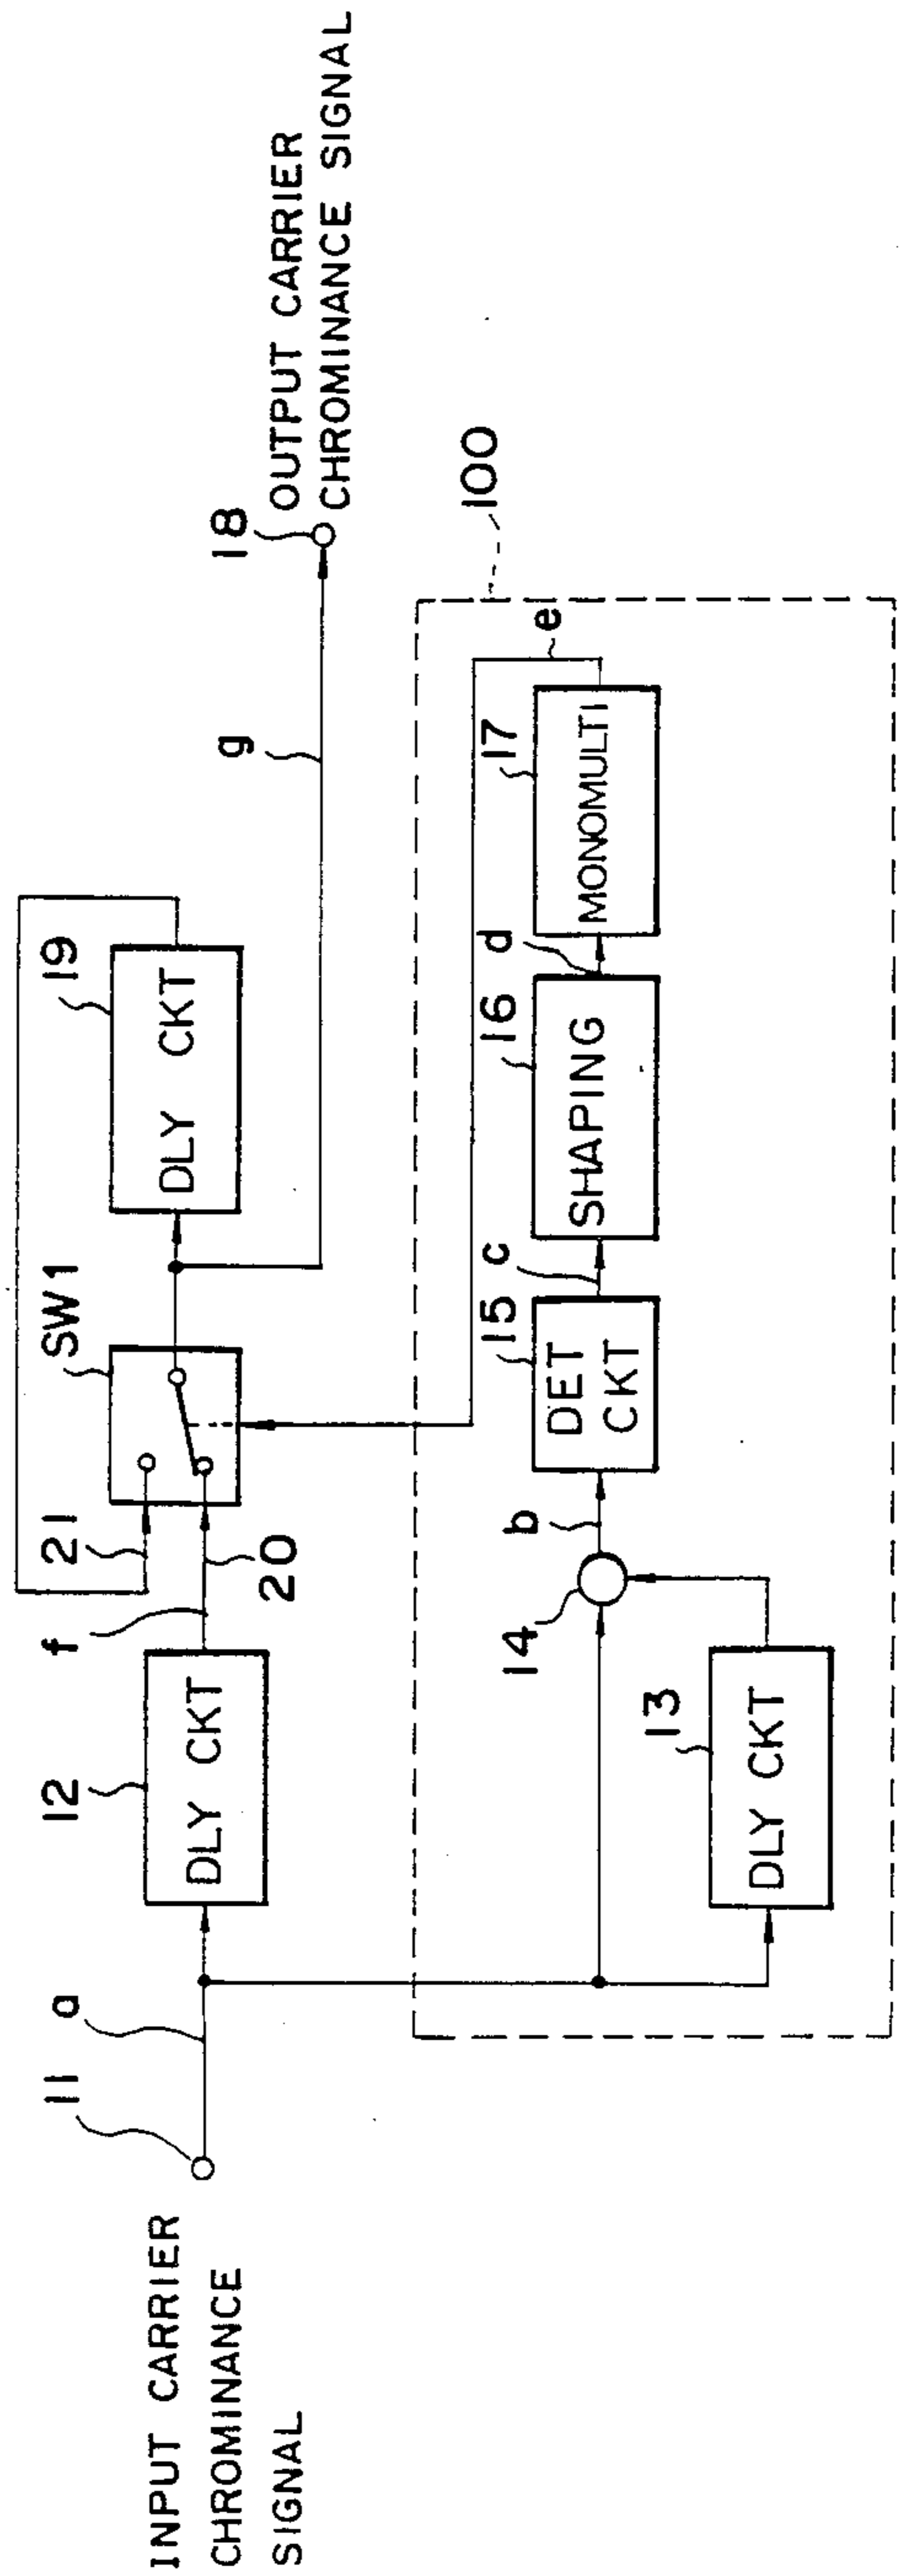 INPUT CARRIER
CHROMINANCE
SIGNAL
11
a
12
DLY CKT
f
20
21
SW1
19
DLY CKT
g
18
OUTPUT CARRIER
CHROMINANCE SIGNAL
100
13
DLY CKT
14
b
15
DET
CKT
c
16
SHAPING
d
17
MONOMULTI
e